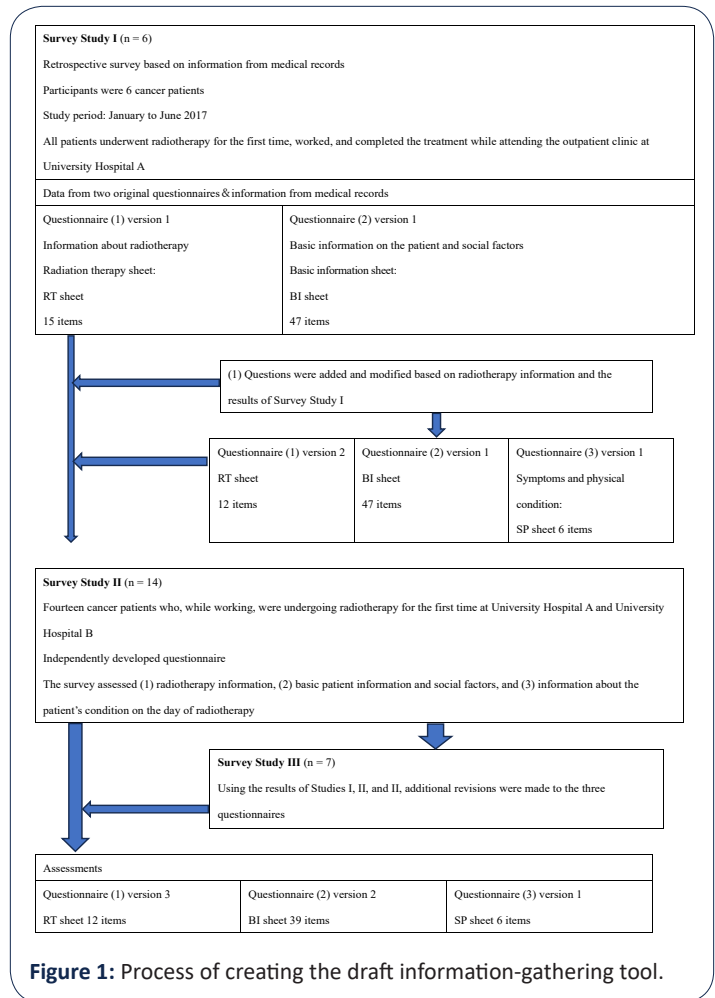 Survey Study I (n = 6)
Retrospective survey based on information from medical records
Participants were 6 cancer patients
Study period: January to June 2017
All patients underwent radiotherapy for the first time, worked, and completed the treatment while attending the outpatient clinic at
University Hospital A
Data from two original questionnaires＆information from medical records
Questionnaire (1) version 1
Information about radiotherapy
Radiation therapy sheet:
RT sheet
15 items
Questionnaire (2) version 1
Basic information on the patient and social factors
Basic information sheet:
BI sheet
47 items
(1) Questions were added and modified based on radiotherapy information and the
results of Survey Study I
Questionnaire (1) version 2
RT sheet
12 items
Questionnaire (2) version 1
BI sheet
47 items
Questionnaire (3) version 1
Symptoms and physical
condition:
SP sheet 6 items
Survey Study II (n = 14)
Fourteen cancer patients who, while working, were undergoing radiotherapy for the first time at University Hospital A and University
Hospital B
Independently developed questionnaire
The survey assessed (1) radiotherapy information, (2) basic patient information and social factors, and (3) information about the
patient's condition on the day of radiotherapy
Survey Study III (n = 7)
Using the results of Studies I, II, and II, additional revisions were made to the three
questionnaires
Assessments
Questionnaire (1) version 3
RT sheet 12 items
Questionnaire (2) version 2
BI sheet 39 items
Questionnaire (3) version 1
SP sheet 6 items
Figure 1: Process of creating the draft information-gathering tool.